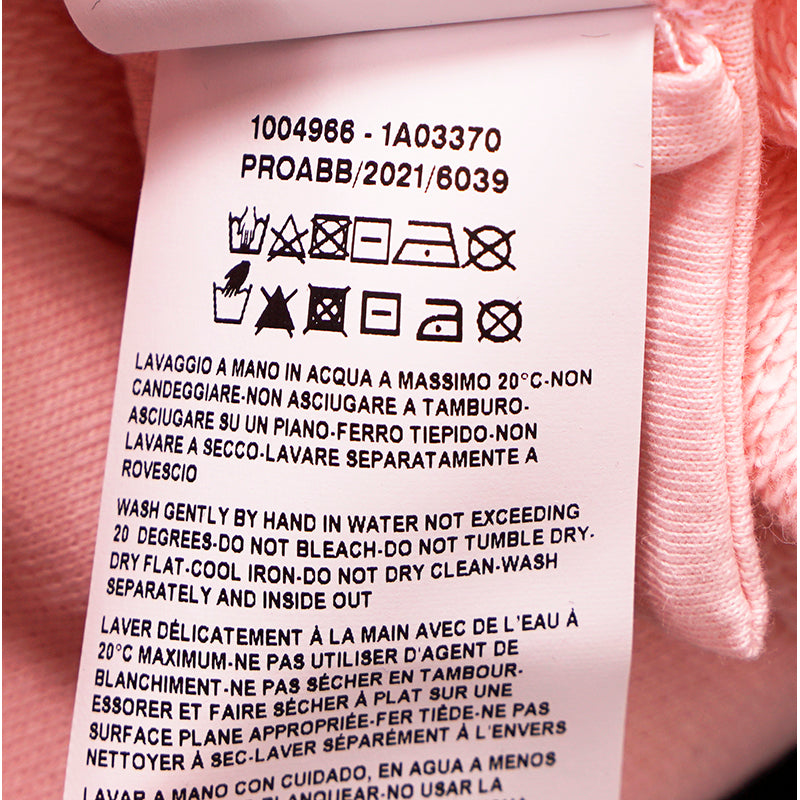 1004966 - 1A03370
PROABB/2021/6039
LAVAGGIO A MANO IN ACQUA A MASSIMO 20°C-NON
CANDEGGIARE-NON ASCIUGARE A TAMBURO-
ASCIUGARE SU UN PIANO-FERRO TIEPIDO-NON
LAVARE A SECCO-LAVARE SEPARATAMENTE A
ROVESCIO
WASH GENTLY BY HAND IN WATER NOT EXCEEDING
20 DEGREES-DO NOT BLEACH-DO NOT TUMBLE DRY-
DRY FLAT-COOL IRON-DO NOT DRY CLEAN-WASH
SEPARATELY AND INSIDE OUT
LAVER DÉLICATEMENT À LA MAIN AVEC DE L'EAU À
20°C MAXIMUM-NE PAS UTILISER D'AGENT DE
BLANCHIMENT-NE PAS SÉCHER EN TAMBOUR-
ESSORER ET FAIRE SÉCHER À PLAT SUR UNE
SURFACE PLANE APPROPRIÉE-FER TIÈDE-NE PAS
NETTOYER À SEC-LAVER SÉPARÉMENT À L'ENVERS
LAVAR A MANO CON CUIDADO, EN AGUA A MENOS
BLANQUEAR-NO USAR LA